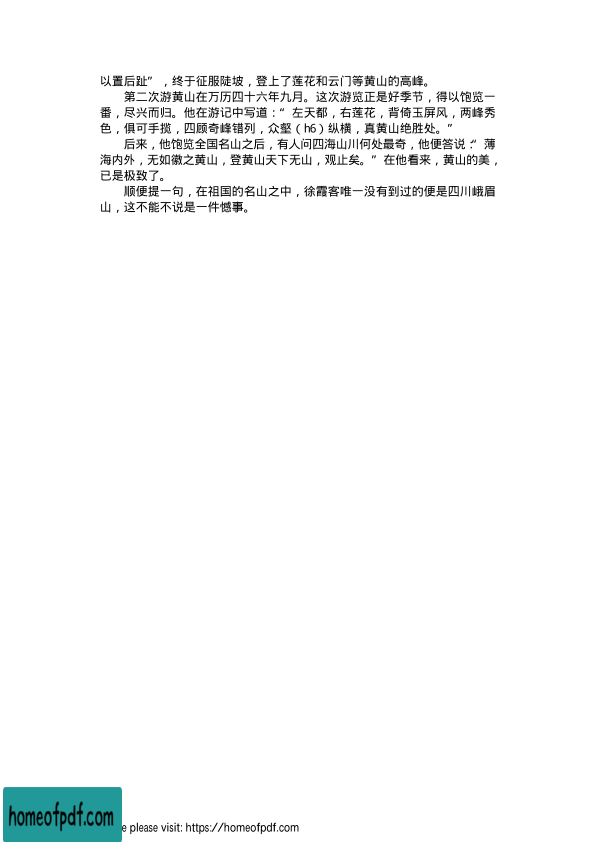 以置后趾”，终于征服陡坡，登上了莲花和云门等黄山的高峰。
第二次游黄山在万历四十六年九月。这次游览正是好季节，得以饱览一
番，尽兴而归。他在游记中写道：“左天都，右莲花，背倚玉屏风，两峰秀
色，俱可手揽，四顾奇峰错列，众壑（h6）纵横，真黄山绝胜处。”
后来，他饱览全国名山之后，有人问四海山川何处最奇，他便答说：“薄
海内外，无如徽之黄山，登黄山天下无山，观止矣。”在他看来，黄山的美，
已是极致了。
顺便提一句，在祖国的名山之中，徐霞客唯一没有到过的便是四川峨眉
山，这不能不说是一件憾事。
homeofpdf.com
e please visit: https://homeofpdf.com